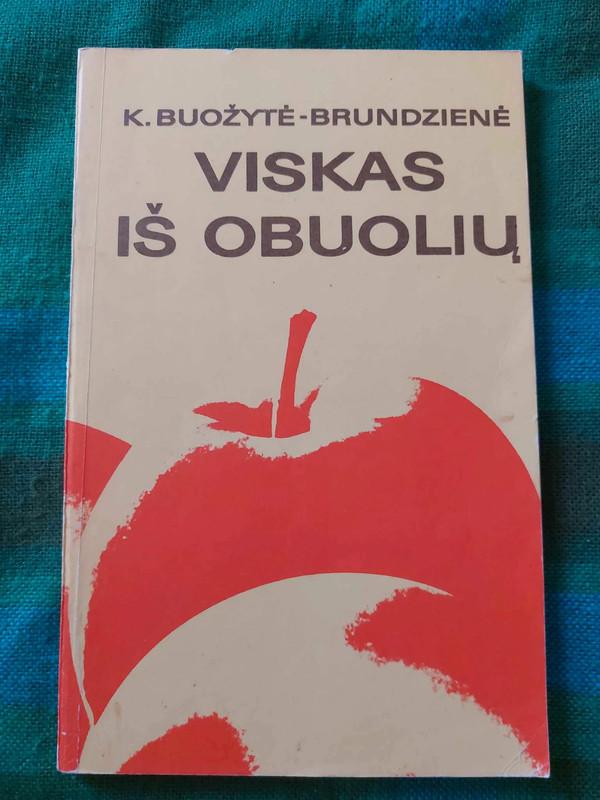 K. BUOŽYTĖ-BRUNDZIENĖ
VISKAS
IŠ OBUOLIŲ